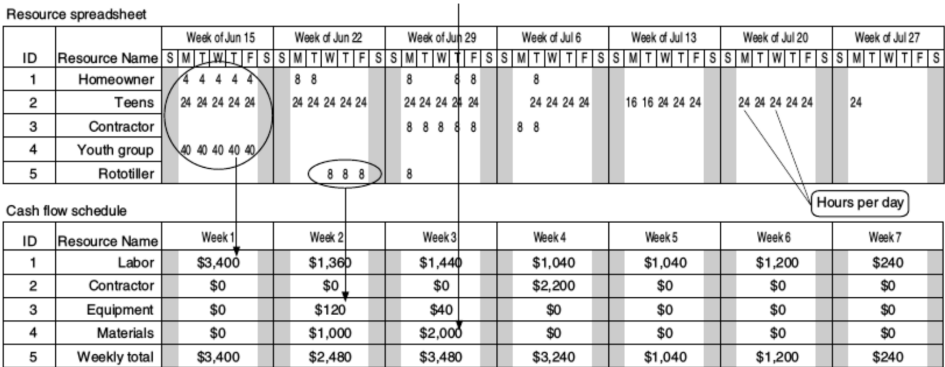 Resource spreadsheet
Week of Jun 15 Week of Jun 22 Week of Jun 29 Week of Jul 6 Week of Jul 13 Week of Jul 20 Week of Jul 27
ID Resource Name S M T W T F S S M T W T F S S M T W T F S S M T W T F S S M T W T F S S M T W T F S S M T W T F S
1 Homeowner 4 4 4 4 4 8 8 8 8 8 8
2 Teens 24 24 24 24 24 24 24 24 24 24 24 24 24 24 24 24 24 24 24 16 16 24 24 24 24 24 24 24 24 24
3 Contractor 8 8 8 8 8 8 8
4 Youth group 40 40 40 40 40
5 Rototiller 8 8 8 8
Hours per day
Cash flow schedule
ID Resource Name Week 1 Week 2 Week 3 Week 4 Week 5 Week 6 Week 7
1 Labor $3,400 $1,360 $1,440 $1,040 $1,040 $1,200 $240
2 Contractor $0 $0 $0 $2,200 $0 $0 $0
3 Equipment $0 $120 $40 $0 $0 $0 $0
4 Materials $0 $1,000 $2,000 $0 $0 $0 $0
5 Weekly total $3,400 $2,480 $3,480 $3,240 $1,040 $1,200 $240